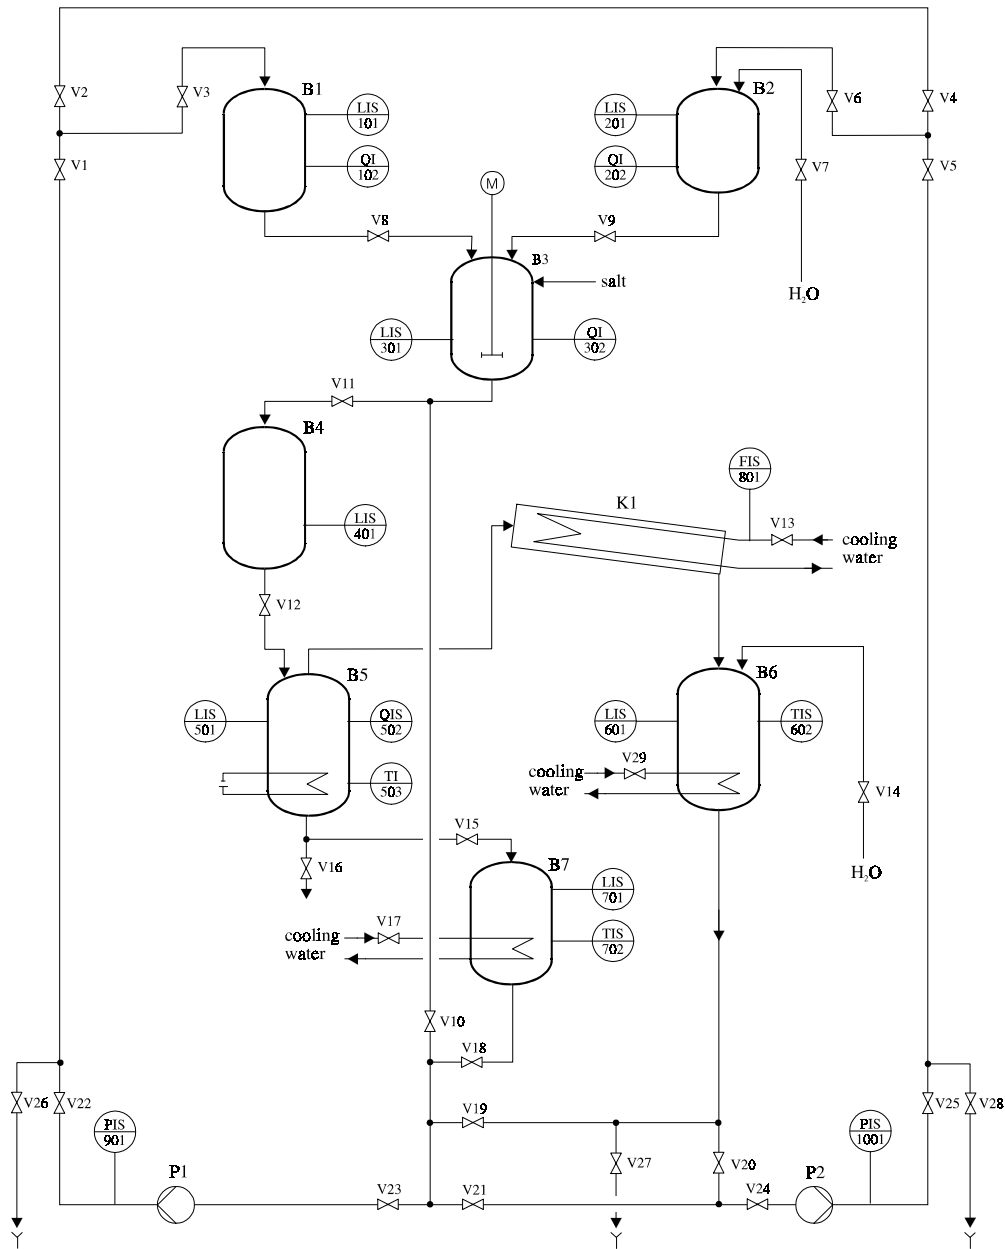 V2
V3
B1
LIS
101
QI
102
V1
LIS
201
QI
202
B2
V6
V4
V7
V5
M
V8
V9
B3
salt
H₂O
LIS
301
QI
302
V11
B4
LIS
401
FIS
801
K1
V13
cooling
water
V12
B5
LIS
501
QIS
502
TI
503
B6
LIS
601
TIS
602
V29
cooling
water
V14
H₂O
V15
V16
B7
LIS
701
TIS
702
V17
cooling
water
V10
V18
V26
V22
PIS
901
V19
PIS
1001
V25
V28
V27
V20
P1
V23
V21
V24
P2